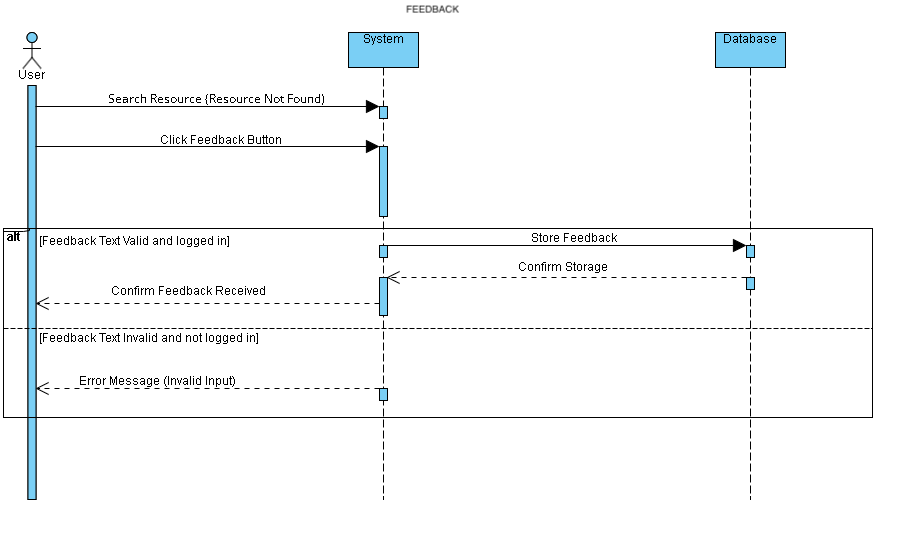 FEEDBACK
System
Database
User
Search Resource (Resource Not Found)
Click Feedback Button
alt
[Feedback Text Valid and logged in]
Store Feedback
Confirm Storage
Confirm Feedback Received
[Feedback Text Invalid and not logged in]
Error Message (Invalid Input)